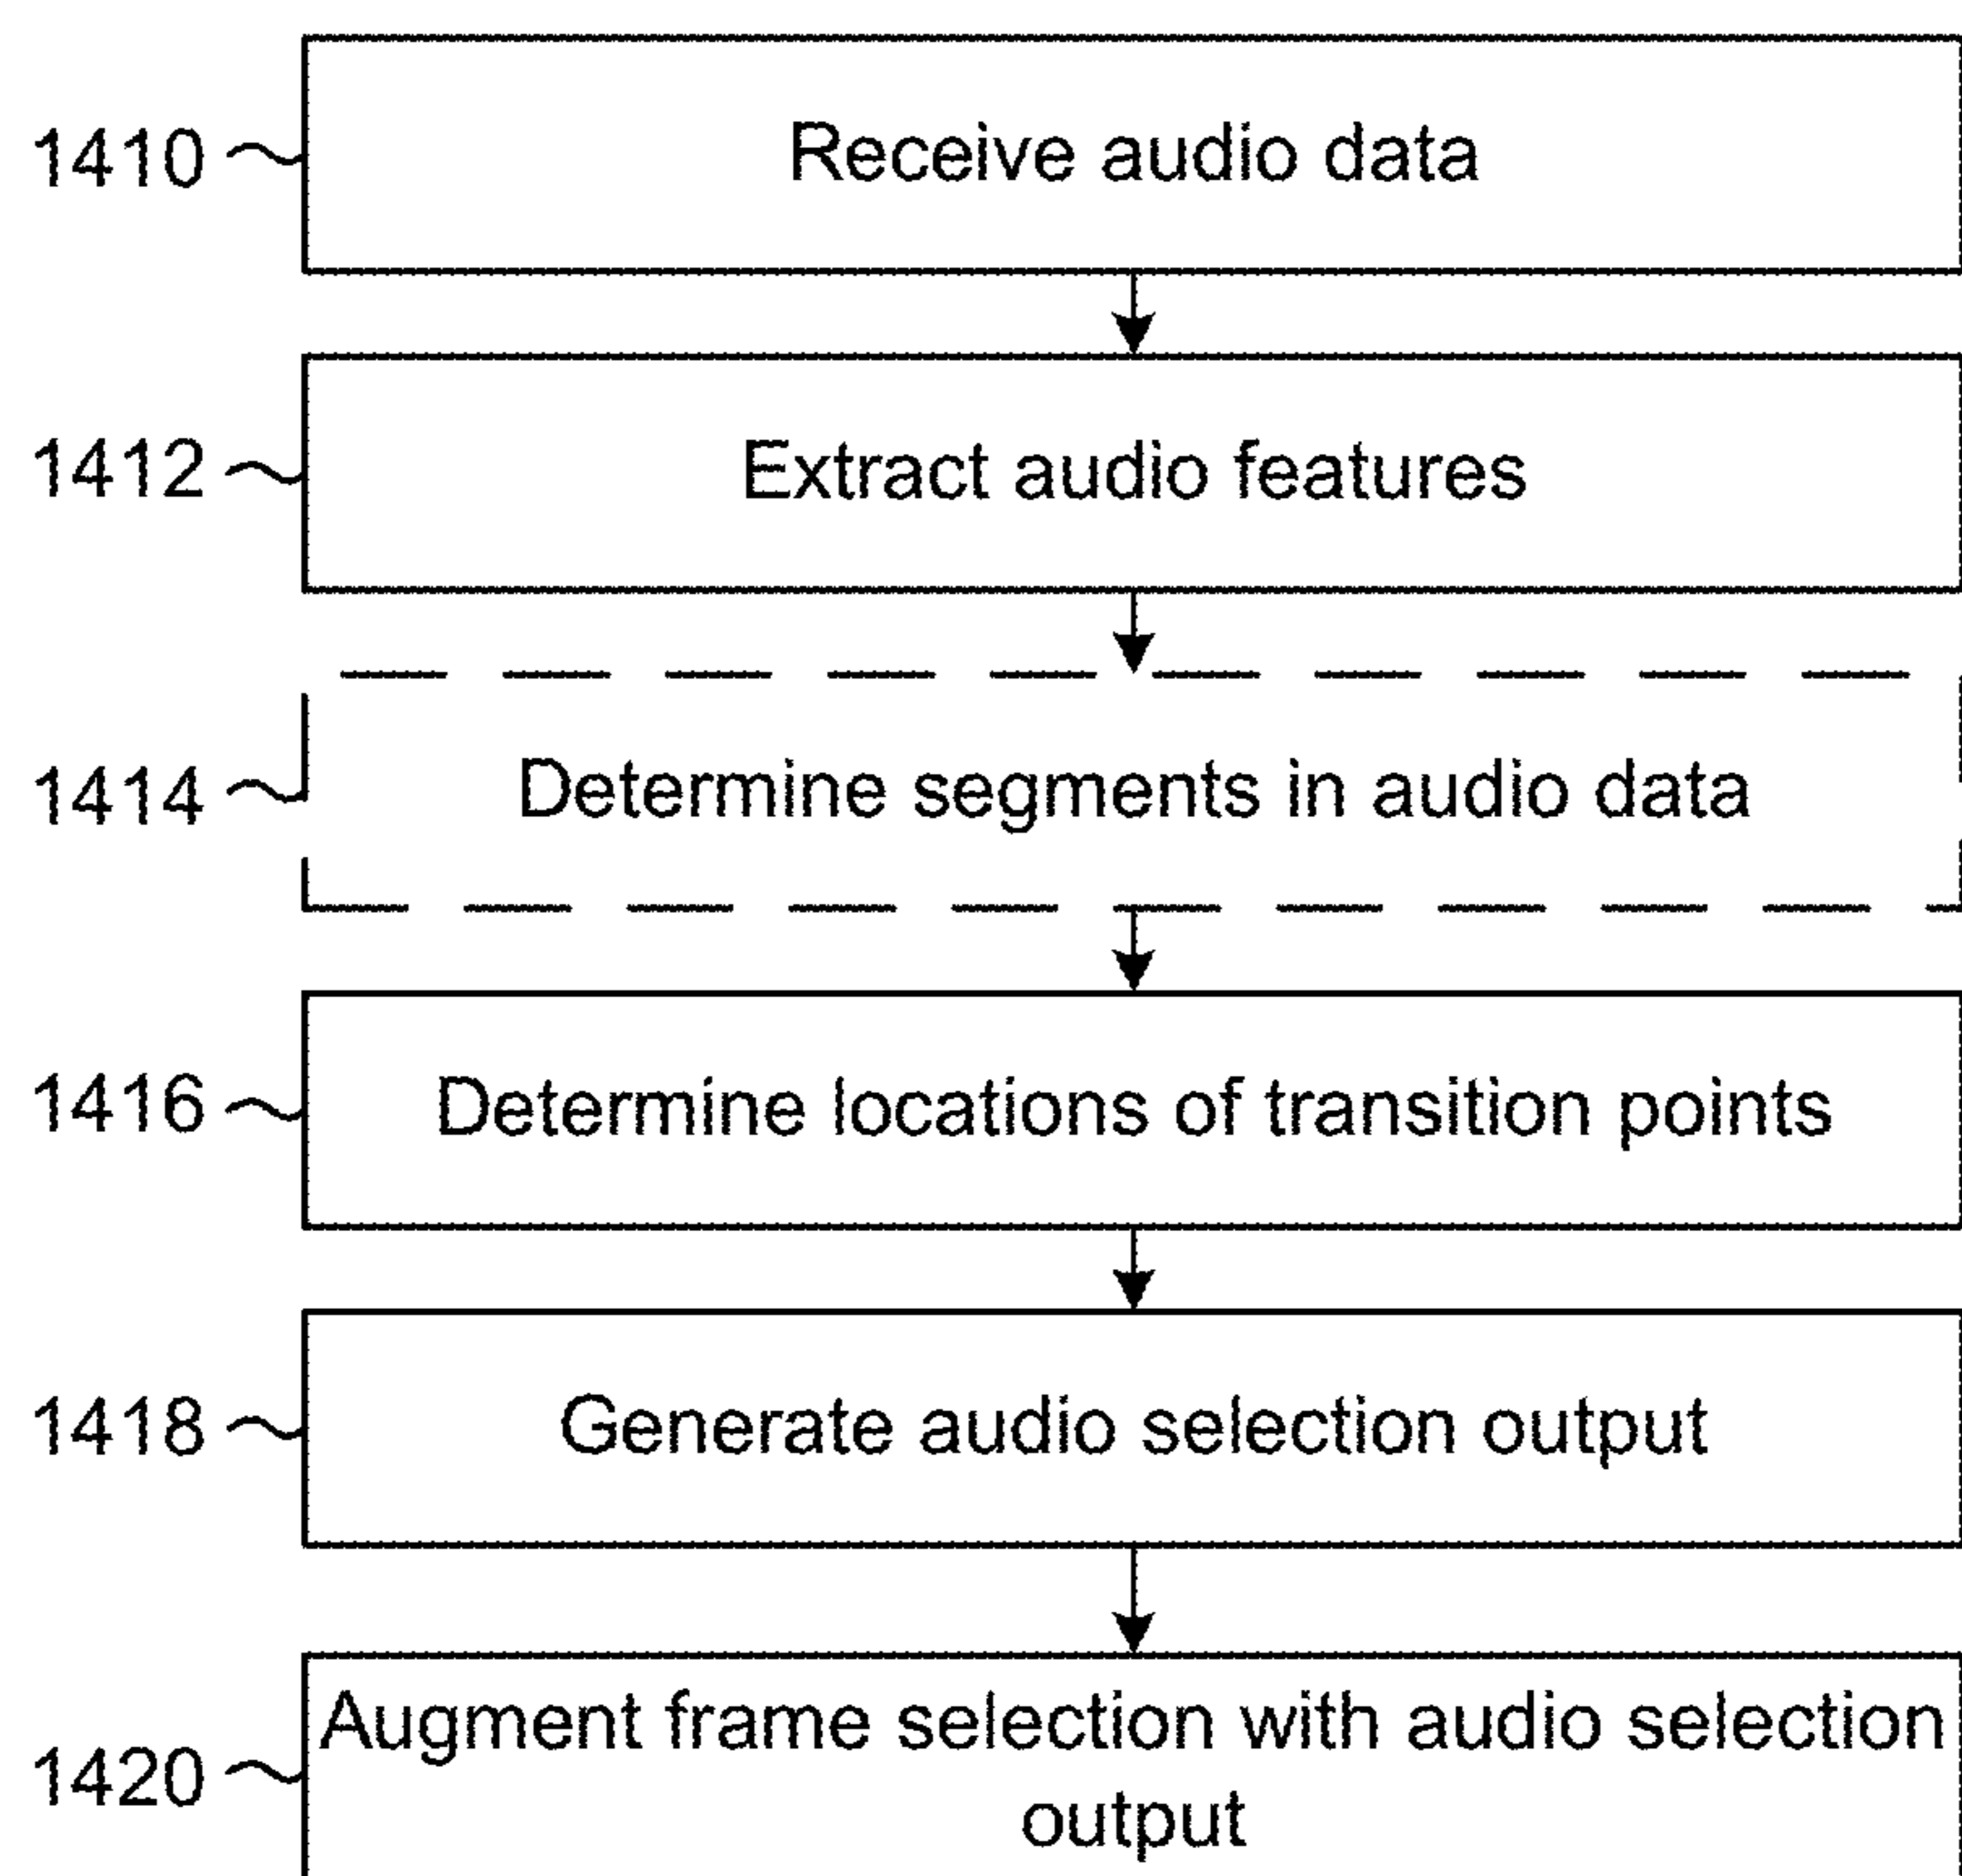 1410 Receive audio data
1412 Extract audio features
1414 Determine segments in audio data
1416 Determine locations of transition points
1418 Generate audio selection output
1420 Augment frame selection with audio selection
output